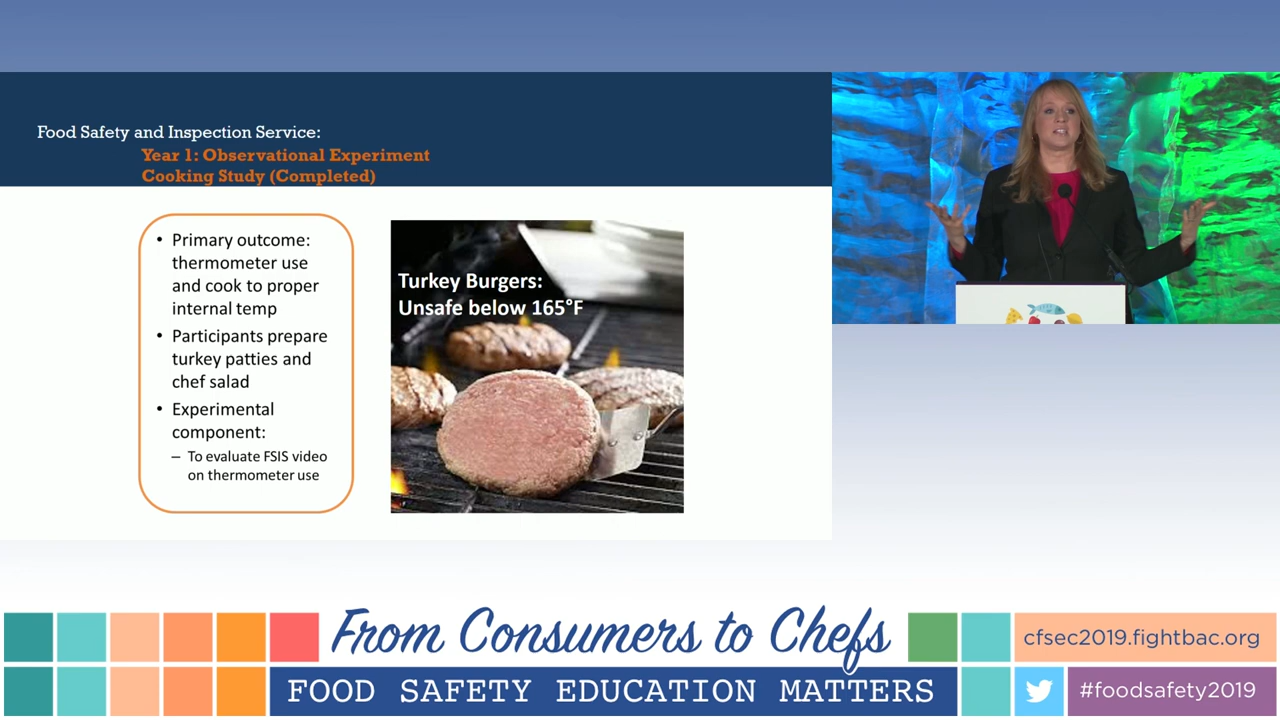 Food Safety and Inspection Service:
Year 1: Observational Experiment
Cooking Study (Completed)
• Primary outcome:
thermometer use
and cook to proper
internal temp
• Participants prepare
turkey patties and
chef salad
• Experimental
component:
– To evaluate FSIS video
on thermometer use
Turkey Burgers:
Unsafe below 165°F
From Consumers to Chefs
FOOD SAFETY EDUCATION MATTERS
cfsec2019.fightbac.org
#foodsafety2019